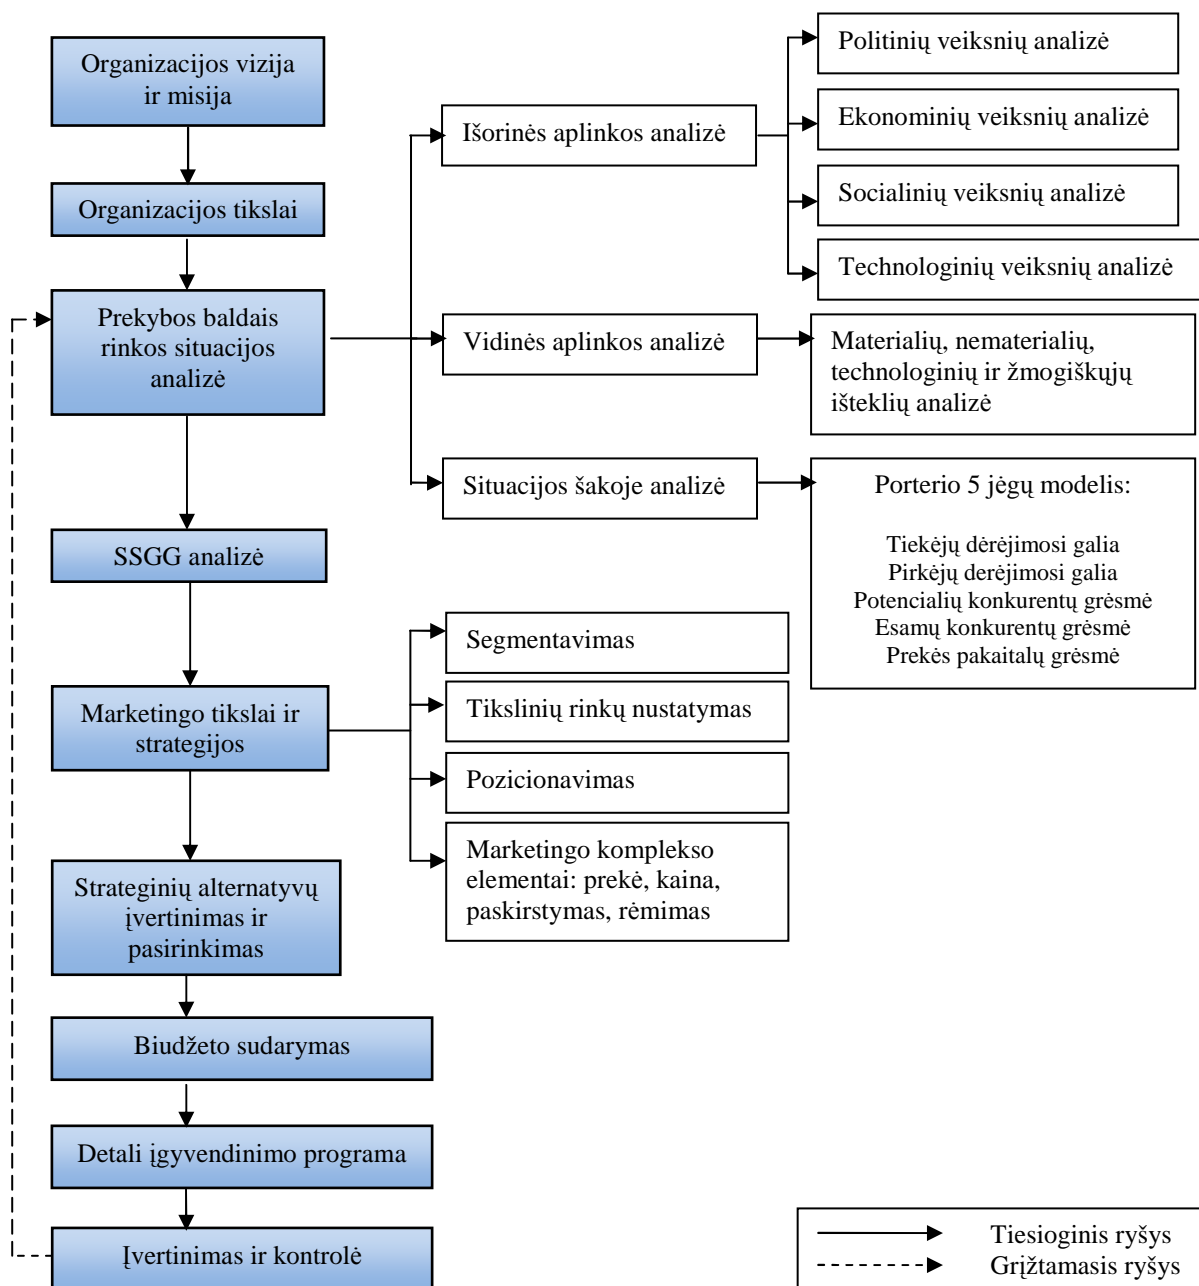 Organizacijos vizija
ir misija
Organizacijos tikslai
Prekybos baldais
rinkos situacijos
analizė
SSGG analizė
Marketingo tikslai ir
strategijos
Strateginių alternatyvų
įvertinimas ir
pasirinkimas
Biudžeto sudarymas
Detali įgyvendinimo programa
Įvertinimas ir kontrolė
Išorinės aplinkos analizė
Vidinės aplinkos analizė
Situacijos šakoje analizė
Segmentavimas
Tikslinių rinkų nustatymas
Pozicionavimas
Marketingo komplekso
elementai: prekė, kaina,
paskirstymas, rėmimas
Politinių veiksnių analizė
Ekonominių veiksnių analizė
Socialinių veiksnių analizė
Technologinių veiksnių analizė
Materialių, nematerialių,
technologinių ir žmogiškųjų
išteklių analizė
Porterio 5 jėgų modelis:
Tiekėjų dėrėjimosi galia
Pirkėjų derėjimosi galia
Potencialių konkurentų grėsmė
Esamų konkurentų grėsmė
Prekės pakaitalų grėsmė
Tiesioginis ryšys
Grįžtamasis ryšys